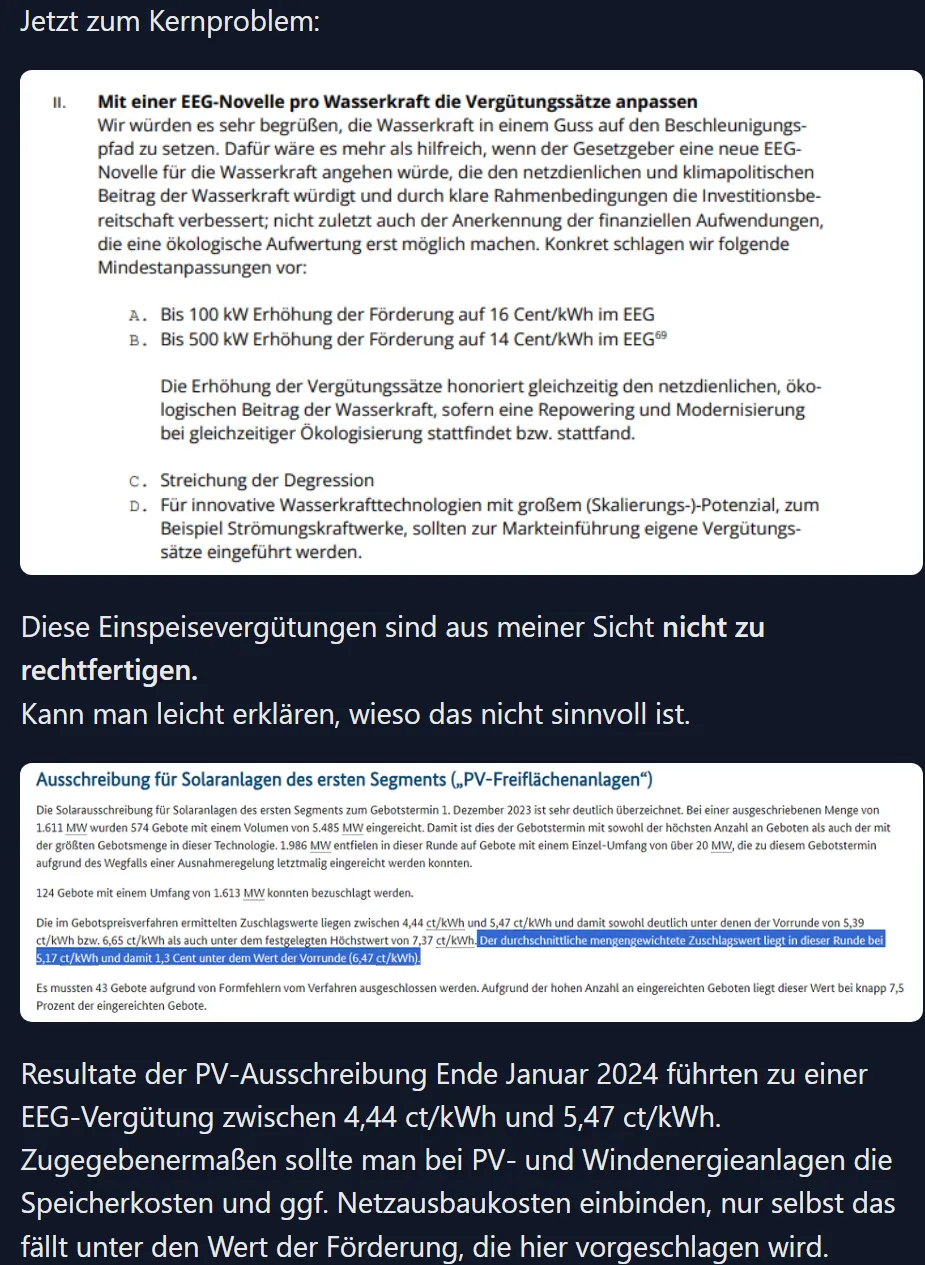 Jetzt zum Kernproblem:
II. Mit einer EEG-Novelle pro Wasserkraft die Vergütungssätze anpassen
Wir würden es sehr begrüßen, die Wasserkraft in einem Guss auf den Beschleunigungs-
pfad zu setzen. Dafür wäre es mehr als hilfreich, wenn der Gesetzgeber eine neue EEG-
Novelle für die Wasserkraft angehen würde, die den netzdienlichen und klimapolitischen
Beitrag der Wasserkraft würdigt und durch klare Rahmenbedingungen die Investitionsbe-
reitschaft verbessert; nicht zuletzt auch der Anerkennung der finanziellen Aufwendungen,
die eine ökologische Aufwertung erst möglich machen. Konkret schlagen wir folgende
Mindestanpassungen vor:
A. Bis 100 kW Erhöhung der Förderung auf 16 Cent/kWh im EEG
B. Bis 500 kW Erhöhung der Förderung auf 14 Cent/kWh im EEG⁶⁹
Die Erhöhung der Vergütungssätze honoriert gleichzeitig den netzdienlichen, öko-
logischen Beitrag der Wasserkraft, sofern eine Repowering und Modernisierung
bei gleichzeitiger Ökologisierung stattfindet bzw. stattfand.
C. Streichung der Degression
D. Für innovative Wasserkrafttechnologien mit großem (Skalierungs-)-Potenzial, zum
Beispiel Strömungskraftwerke, sollten zur Markteinführung eigene Vergütungs-
sätze eingeführt werden.
Diese Einspeisevergütungen sind aus meiner Sicht nicht zu
rechtfertigen.
Kann man leicht erklären, wieso das nicht sinnvoll ist.
Ausschreibung für Solaranlagen des ersten Segments („PV-Freiflächenanlagen“)
Die Solarausschreibung für Solaranlagen des ersten Segments zum Gebotstermin 1. Dezember 2023 ist sehr deutlich überzeichnet. Bei einer ausgeschriebenen Menge von
1.611 MW wurden 574 Gebote mit einem Volumen von 5.485 MW eingereicht. Damit ist dies der Gebotstermin mit sowohl der höchsten Anzahl an Geboten als auch der mit
der größten Gebotsmenge in dieser Technologie. 1.986 MW entfielen in dieser Runde auf Gebote mit einem Einzel-Umfang von über 20 MW, die zu diesem Gebotstermin
aufgrund des Wegfalls einer Ausnahmeregelung letztmalig eingereicht werden konnten.
124 Gebote mit einem Umfang von 1.613 MW konnten bezuschlagt werden.
Die im Gebotspreisverfahren ermittelten Zuschlagswerte liegen zwischen 4,44 ct/kWh und 5,47 ct/kWh und damit sowohl deutlich unter denen der Vorrunde von 5,39
ct/kWh bzw. 6,65 ct/kWh als auch unter dem festgelegten Höchstwert von 7,37 ct/kWh. Der durchschnittliche mengengewichtete Zuschlagswert liegt in dieser Runde bei
5,17 ct/kWh und damit 1,3 Cent unter dem Wert der Vorrunde (6,47 ct/kWh).
Es mussten 43 Gebote aufgrund von Formfehlern vom Verfahren ausgeschlossen werden. Aufgrund der hohen Anzahl an eingereichten Geboten liegt dieser Wert bei knapp 7,5
Prozent der eingereichten Gebote.
Resultate der PV-Ausschreibung Ende Januar 2024 führten zu einer
EEG-Vergütung zwischen 4,44 ct/kWh und 5,47 ct/kWh.
Zugegebenermaßen sollte man bei PV- und Windenergieanlagen die
Speicherkosten und ggf. Netzausbaukosten einbinden, nur selbst das
fällt unter den Wert der Förderung, die hier vorgeschlagen wird.